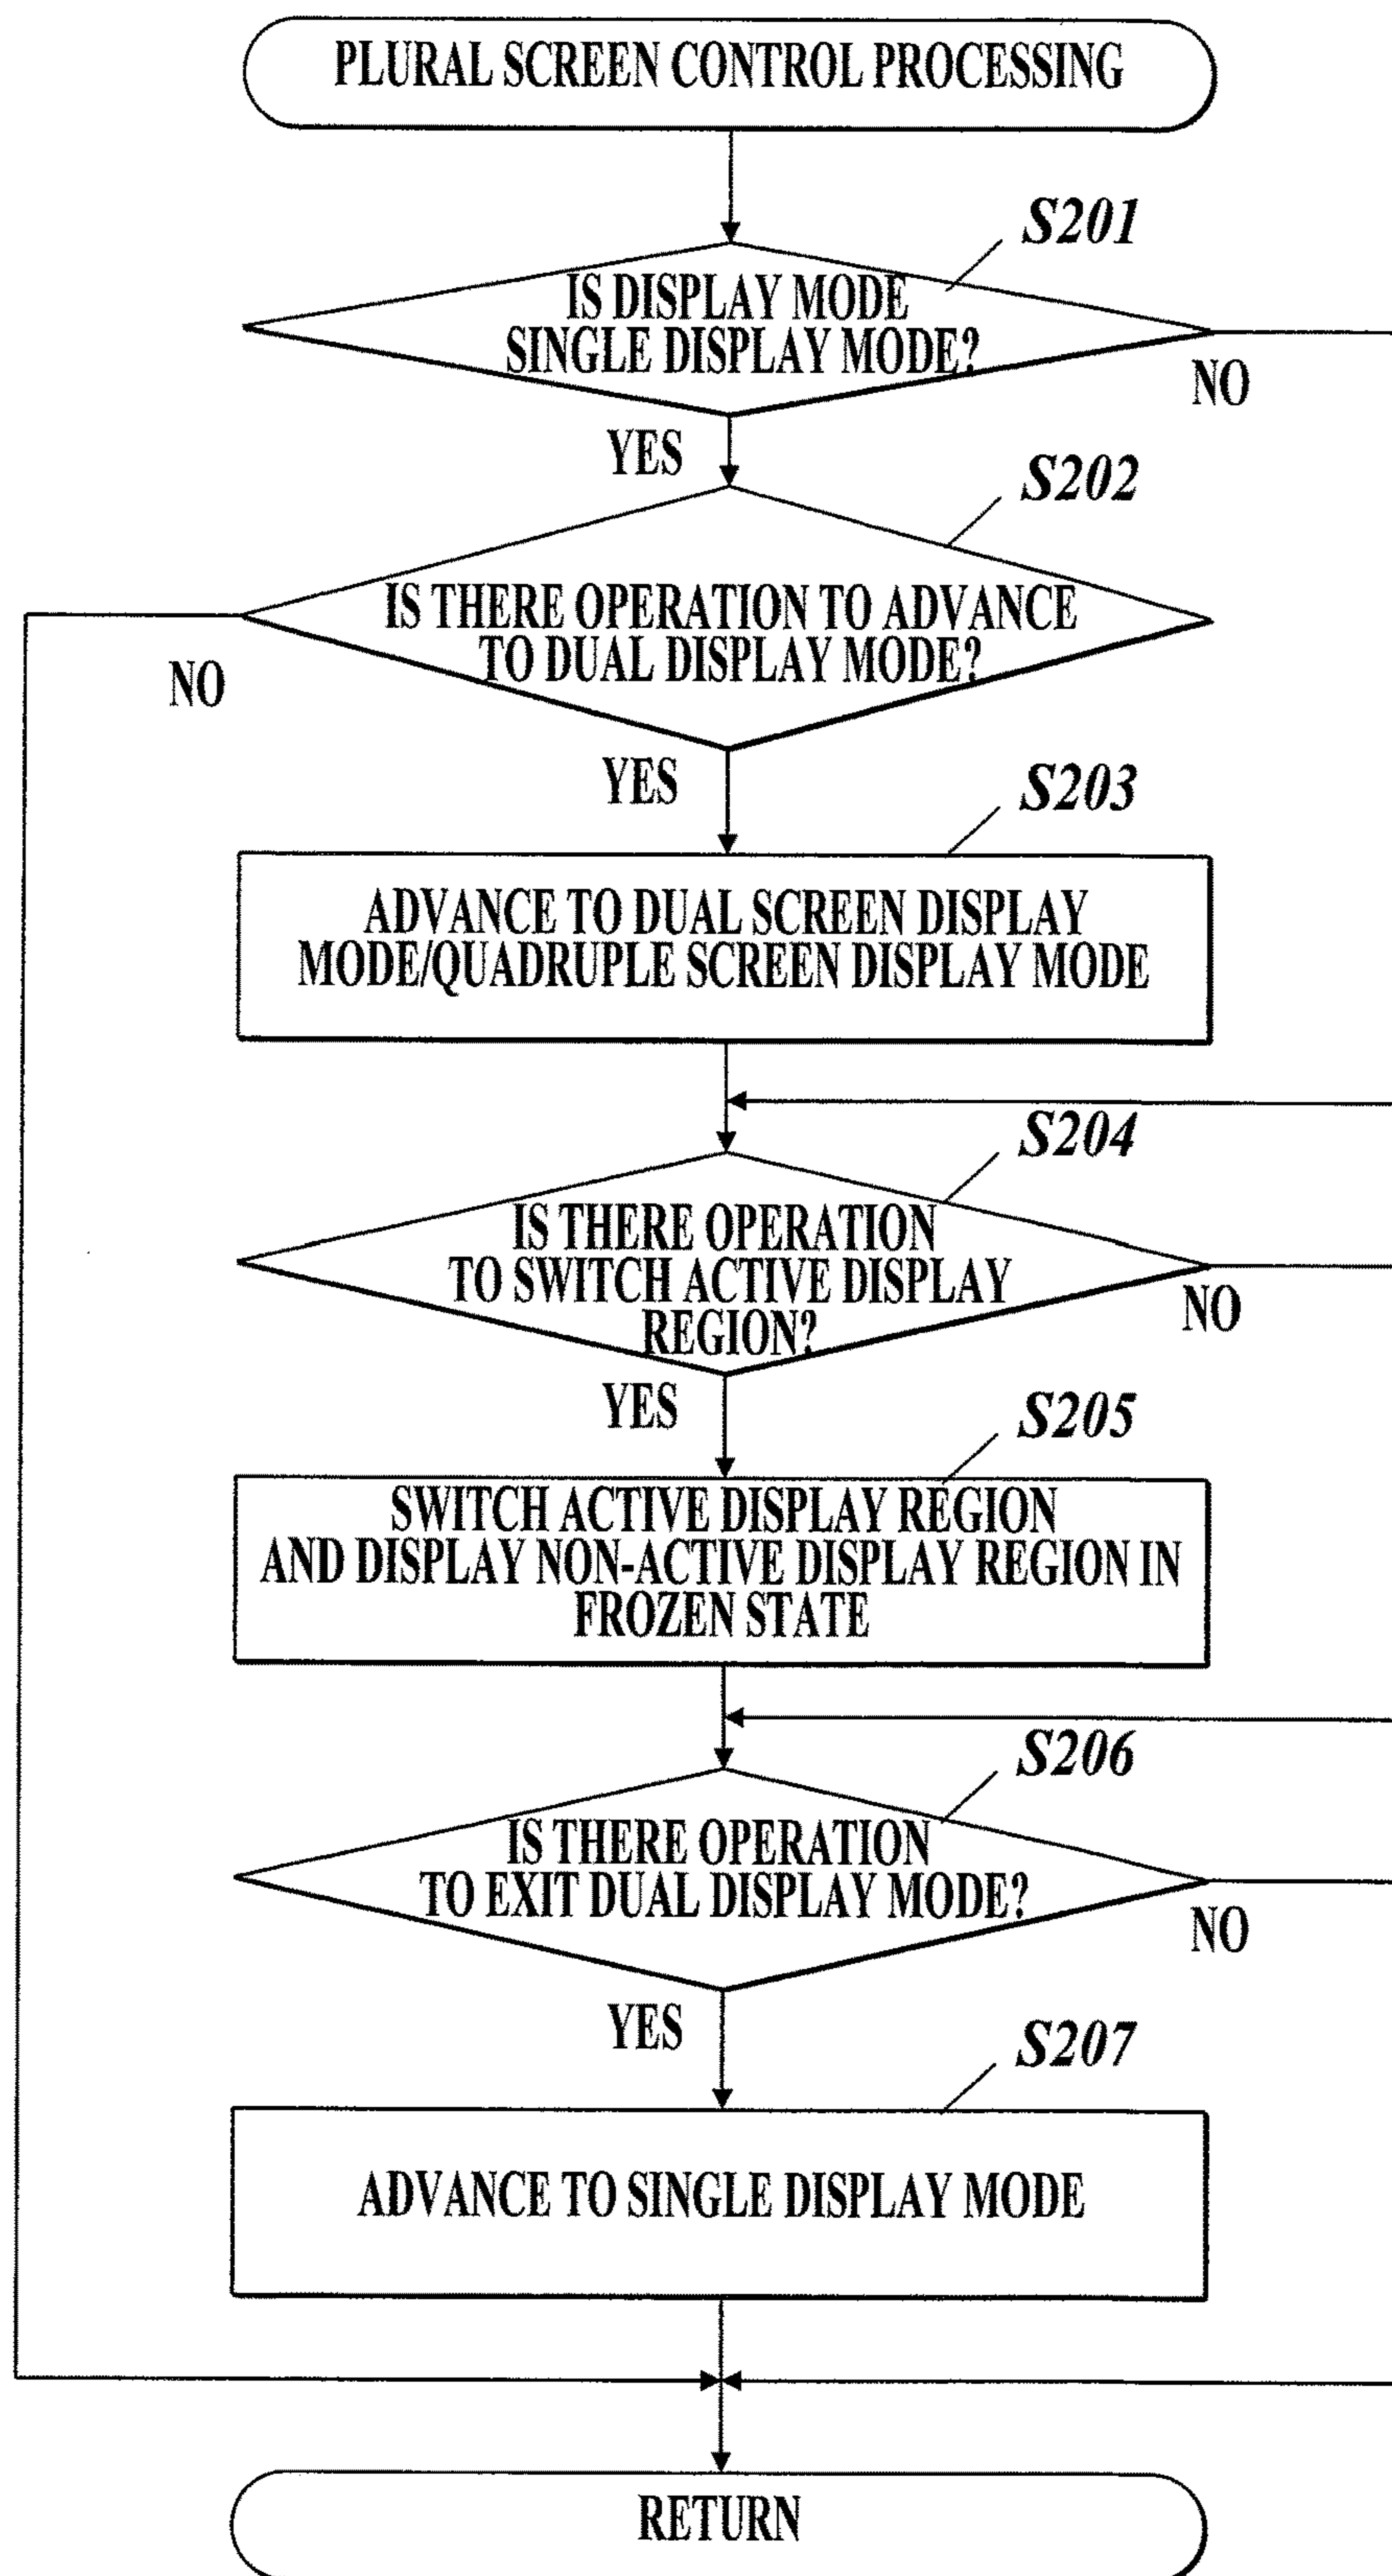 PLURAL SCREEN CONTROL PROCESSING
S201
IS DISPLAY MODE
SINGLE DISPLAY MODE?
NO
YES
S202
IS THERE OPERATION TO ADVANCE
TO DUAL DISPLAY MODE?
NO
YES
S203
ADVANCE TO DUAL SCREEN DISPLAY
MODE/QUADRUPLE SCREEN DISPLAY MODE
S204
IS THERE OPERATION
TO SWITCH ACTIVE DISPLAY
REGION?
NO
YES
S205
SWITCH ACTIVE DISPLAY REGION
AND DISPLAY NON-ACTIVE DISPLAY REGION IN
FROZEN STATE
S206
IS THERE OPERATION
TO EXIT DUAL DISPLAY MODE?
NO
YES
S207
ADVANCE TO SINGLE DISPLAY MODE
RETURN